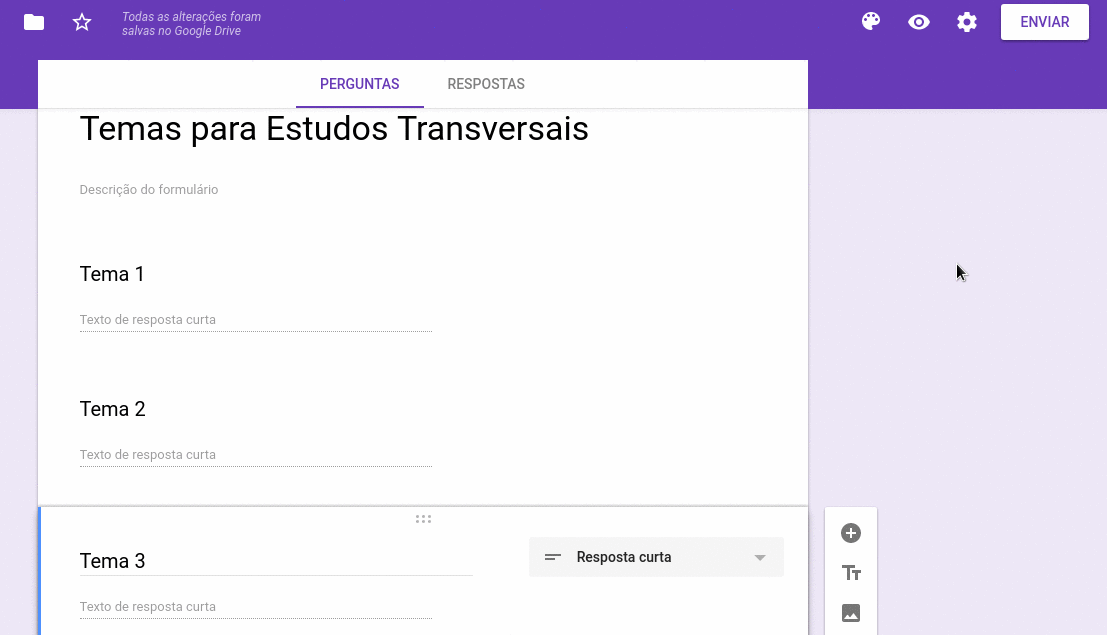 Todas as alterações foram
salvas no Google Drive
ENVIAR
PERGUNTAS
RESPOSTAS
Temas para Estudos Transversais
Descrição do formulário
Tema 1
Texto de resposta curta
Tema 2
Texto de resposta curta
Tema 3
Resposta curta
Texto de resposta curta
Tт